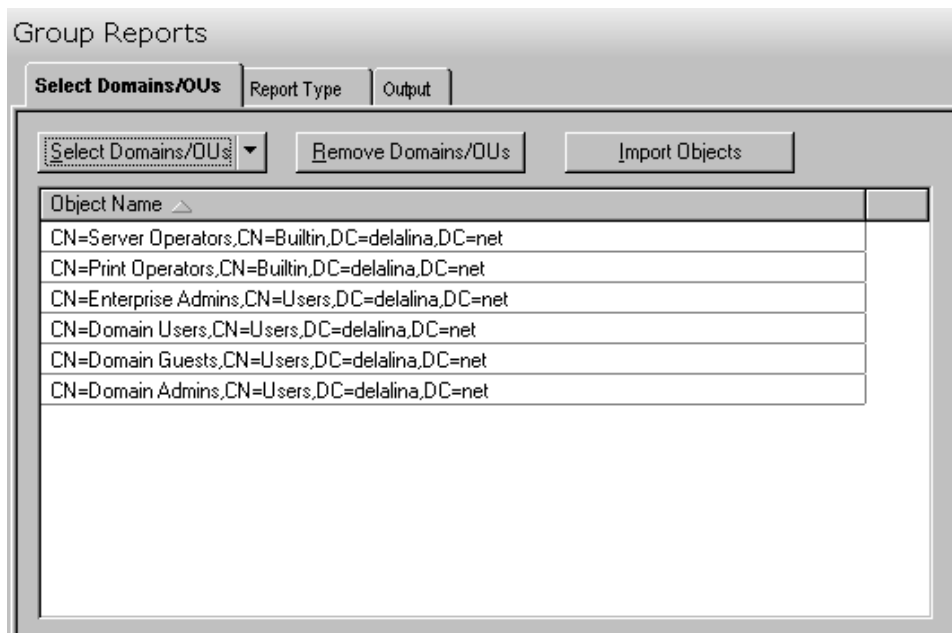 Group Reports
Select Domains/OUs Report Type Output
Select Domains/OUs Remove Domains/OUs Import Objects
Object Name
CN=Server Operators,CN=Builtin,DC=delalina,DC=net
CN=Print Operators,CN=Builtin,DC=delalina,DC=net
CN=Enterprise Admins,CN=Users,DC=delalina,DC=net
CN=Domain Users,CN=Users,DC=delalina,DC=net
CN=Domain Guests,CN=Users,DC=delalina,DC=net
CN=Domain Admins,CN=Users,DC=delalina,DC=net